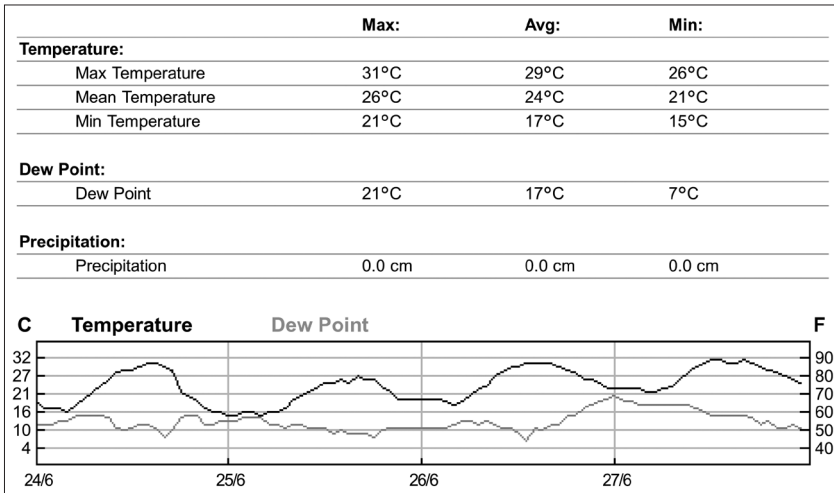 Max: Avg: Min:
Temperature:
Max Temperature 31°C 29°C 26°C
Mean Temperature 26°C 24°C 21°C
Min Temperature 21°C 17°C 15°C
Dew Point:
Dew Point 21°C 17°C 7°C
Precipitation:
Precipitation 0.0 cm 0.0 cm 0.0 cm
C Temperature Dew Point F
32 90
27 80
21 70
16 60
10 50
4 40
24/6 25/6 26/6 27/6